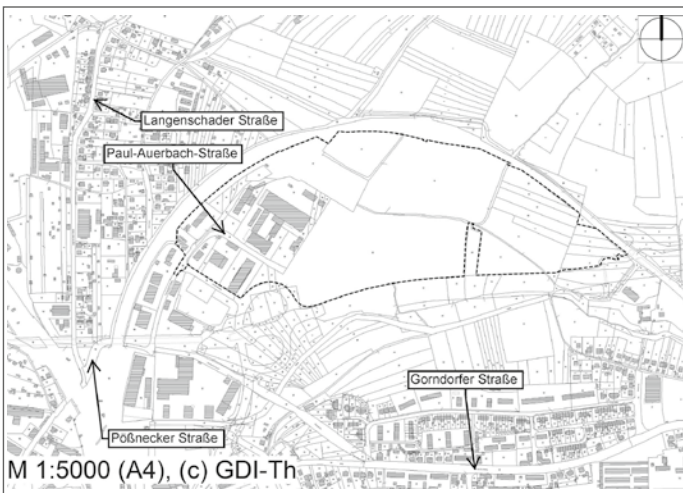 Langenschader Straße
Paul-Auerbach-Straße
Gorndorfer Straße
Pößnecker Straße
M 1:5000 (A4), (c) GDI-Th